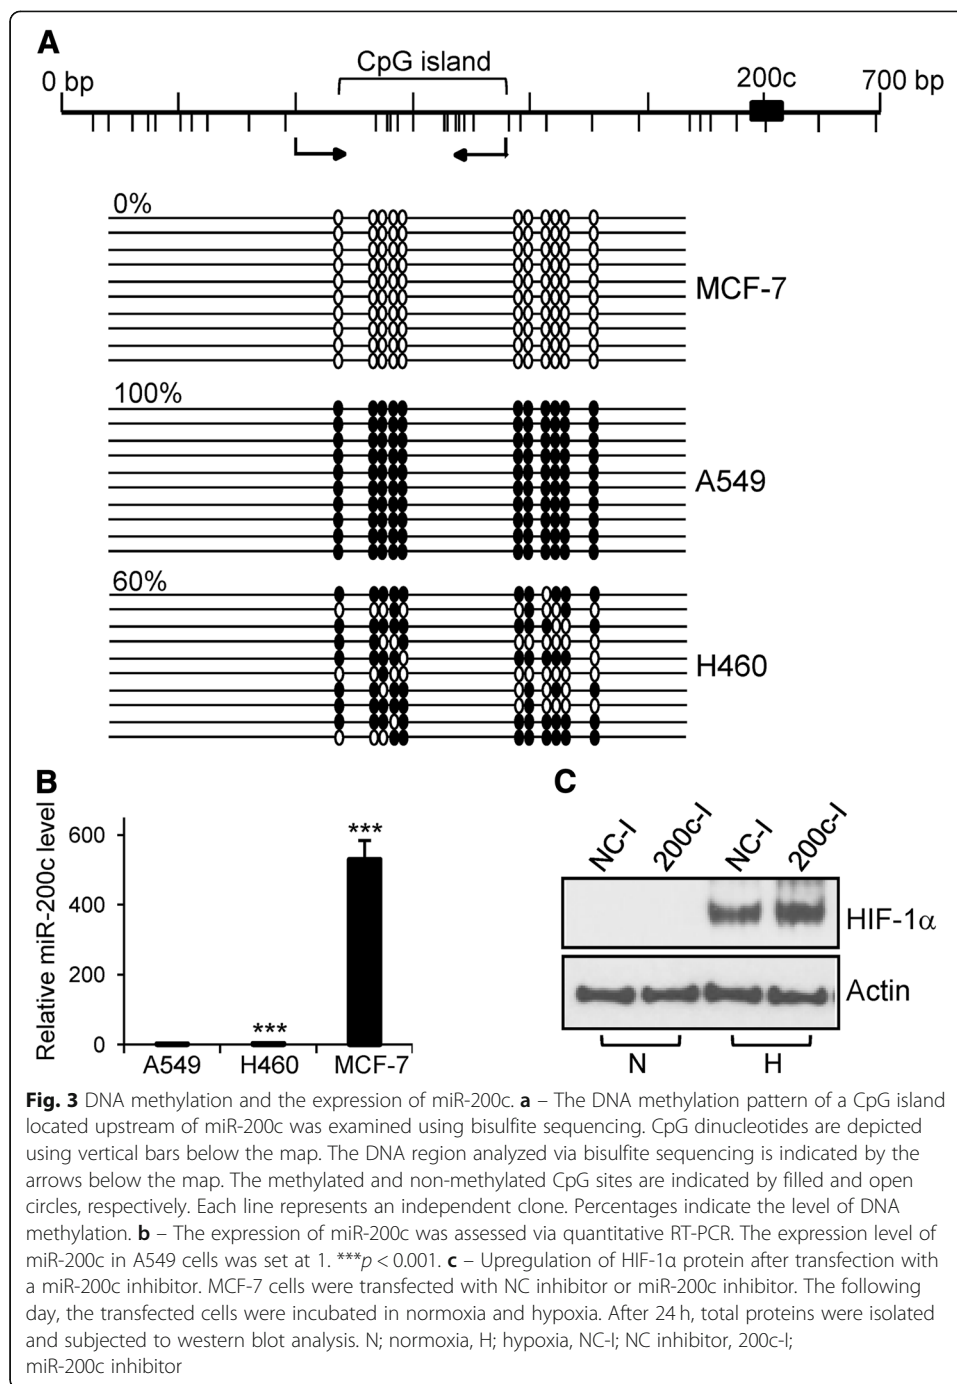 A
CpG island
0 bp
200c
700 bp
0%
MCF-7
100%
A549
60%
H460
B
Relative miR-200c level
600
400
200
0
***
***
A549
H460
MCF-7
C
NC-I
200c-I
NC-I
200c-I
HIF-1α
Actin
N
H
Fig. 3 DNA methylation and the expression of miR-200c. a – The DNA methylation pattern of a CpG island
located upstream of miR-200c was examined using bisulfite sequencing. CpG dinucleotides are depicted
using vertical bars below the map. The DNA region analyzed via bisulfite sequencing is indicated by the
arrows below the map. The methylated and non-methylated CpG sites are indicated by filled and open
circles, respectively. Each line represents an independent clone. Percentages indicate the level of DNA
methylation. b – The expression of miR-200c was assessed via quantitative RT-PCR. The expression level of
miR-200c in A549 cells was set at 1. ***p < 0.001. c – Upregulation of HIF-1α protein after transfection with
a miR-200c inhibitor. MCF-7 cells were transfected with NC inhibitor or miR-200c inhibitor. The following
day, the transfected cells were incubated in normoxia and hypoxia. After 24 h, total proteins were isolated
and subjected to western blot analysis. N; normoxia, H; hypoxia, NC-I; NC inhibitor, 200c-I;
miR-200c inhibitor